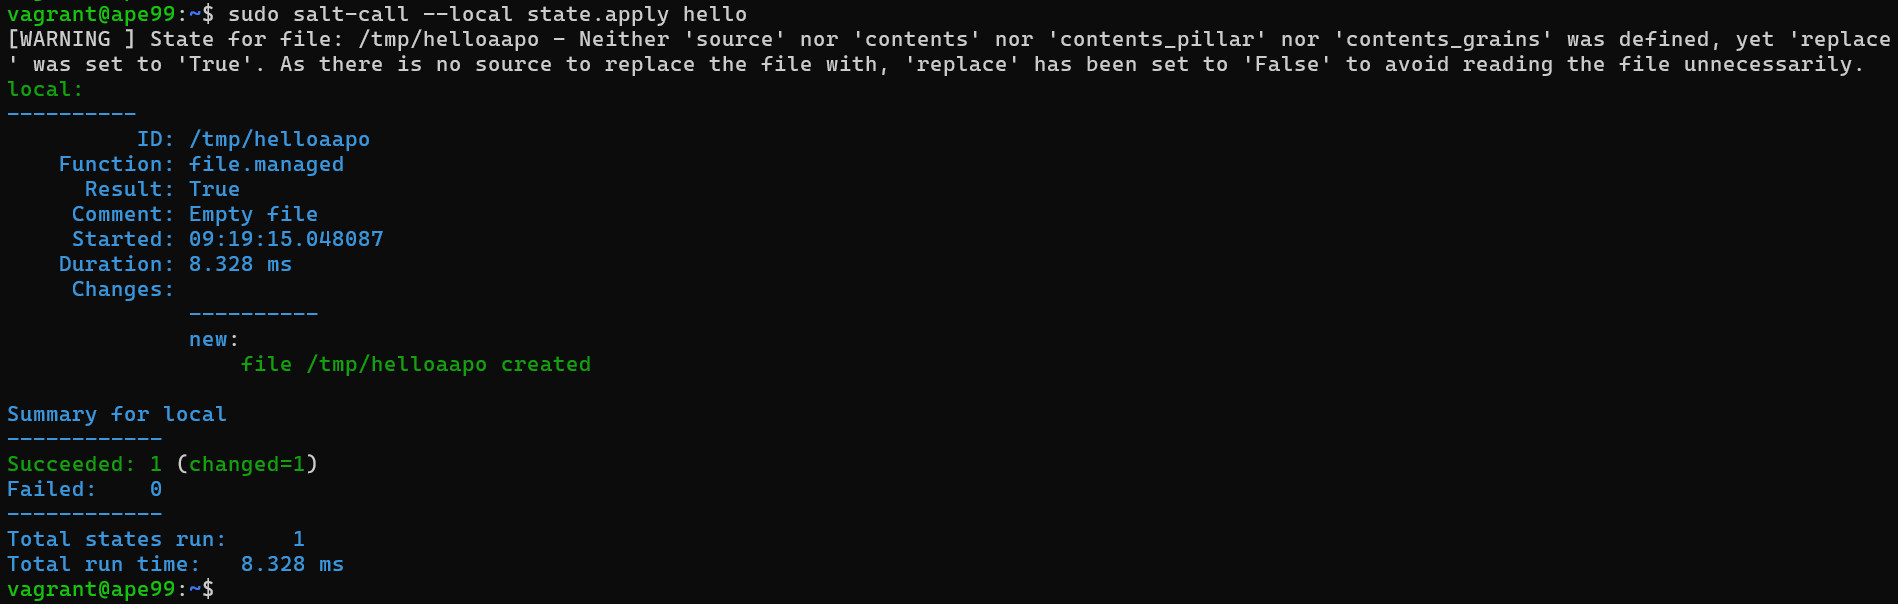 vagrant@ape99:~$ sudo salt-call --local state.apply hello
[WARNING ] State for file: /tmp/helloaapo - Neither 'source' nor 'contents' nor 'contents_pillar' nor 'contents_grains' was defined, yet 'replace
' was set to 'True'. As there is no source to replace the file with, 'replace' has been set to 'False' to avoid reading the file unnecessarily.
local:
----------
          ID: /tmp/helloaapo
    Function: file.managed
      Result: True
     Comment: Empty file
     Started: 09:19:15.048087
    Duration: 8.328 ms
     Changes:
              ----------
              new:
                  file /tmp/helloaapo created

Summary for local
------------
Succeeded: 1 (changed=1)
Failed:    0
------------
Total states run:     1
Total run time:   8.328 ms
vagrant@ape99:~$